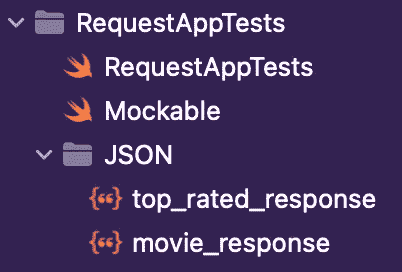 RequestAppTests
RequestAppTests
Mockable
JSON
top_rated_response
movie_response